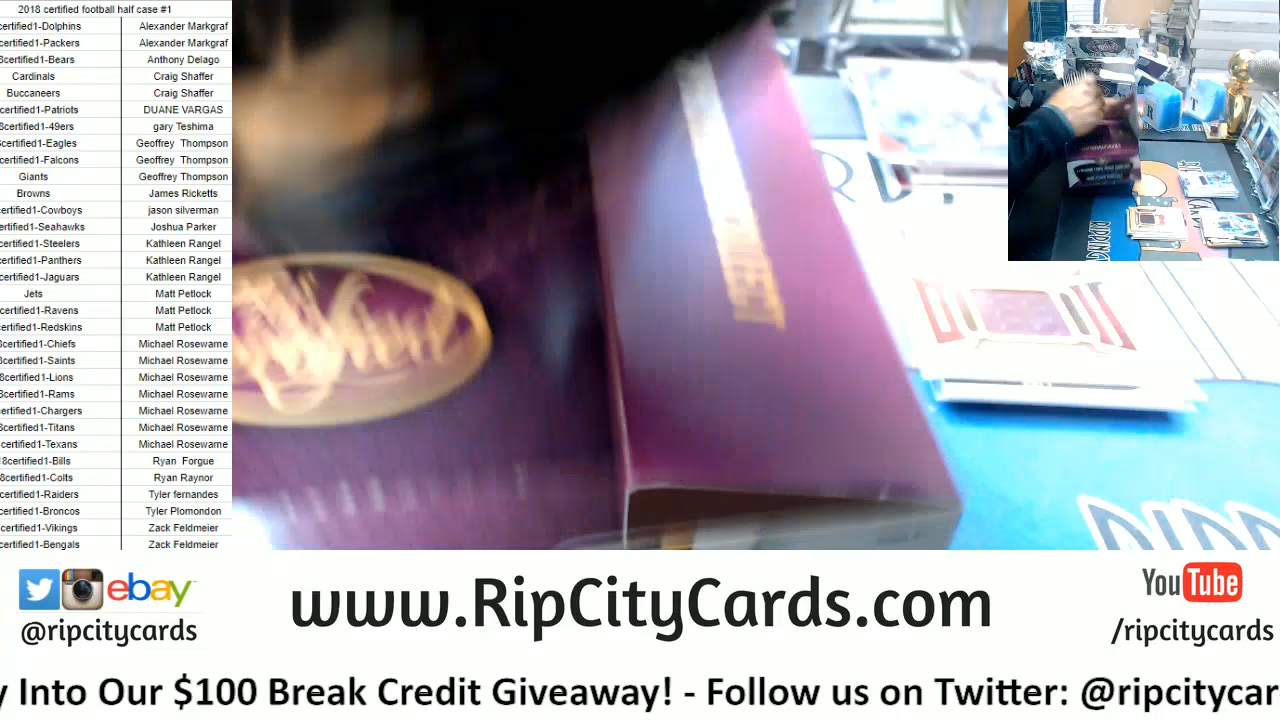 2018 certified football half case #1
certified1-Dolphins Alexander Markgraf
certified1-Packers Alexander Markgraf
8certified1-Bears Anthony Delago
Cardinals Craig Shaffer
Buccaneers Craig Shaffer
certified1-Patriots DUANE VARGAS
8certified1-49ers gary Teshima
certified1-Eagles Geoffrey Thompson
certified1-Falcons Geoffrey Thompson
Giants Geoffrey Thompson
Browns James Ricketts
certified1-Cowboys jason silverman
certified1-Seahawks Joshua Parker
certified1-Steelers Kathleen Rangel
certified1-Panthers Kathleen Rangel
certified1-Jaguars Kathleen Rangel
Jets Matt Petlock
certified1-Ravens Matt Petlock
certified1-Redskins Matt Petlock
8certified1-Chiefs Michael Rosewarne
8certified1-Saints Michael Rosewarne
8certified1-Lions Michael Rosewarne
8certified1-Rams Michael Rosewarne
certified1-Chargers Michael Rosewarne
8certified1-Titans Michael Rosewarne
certified1-Texans Michael Rosewarne
18certified1-Bills Ryan Forgue
8certified1-Colts Ryan Raynor
certified1-Raiders Tyler fernandes
certified1-Broncos Tyler Plomondon
certified1-Vikings Zack Feldmeier
certified1-Bengals Zack Feldmeier
ebay
@ripcitycards
www.RipCityCards.com
YouTube
/ripcitycards
y Into Our $100 Break Credit Giveaway! - Follow us on Twitter: @ripcitycar